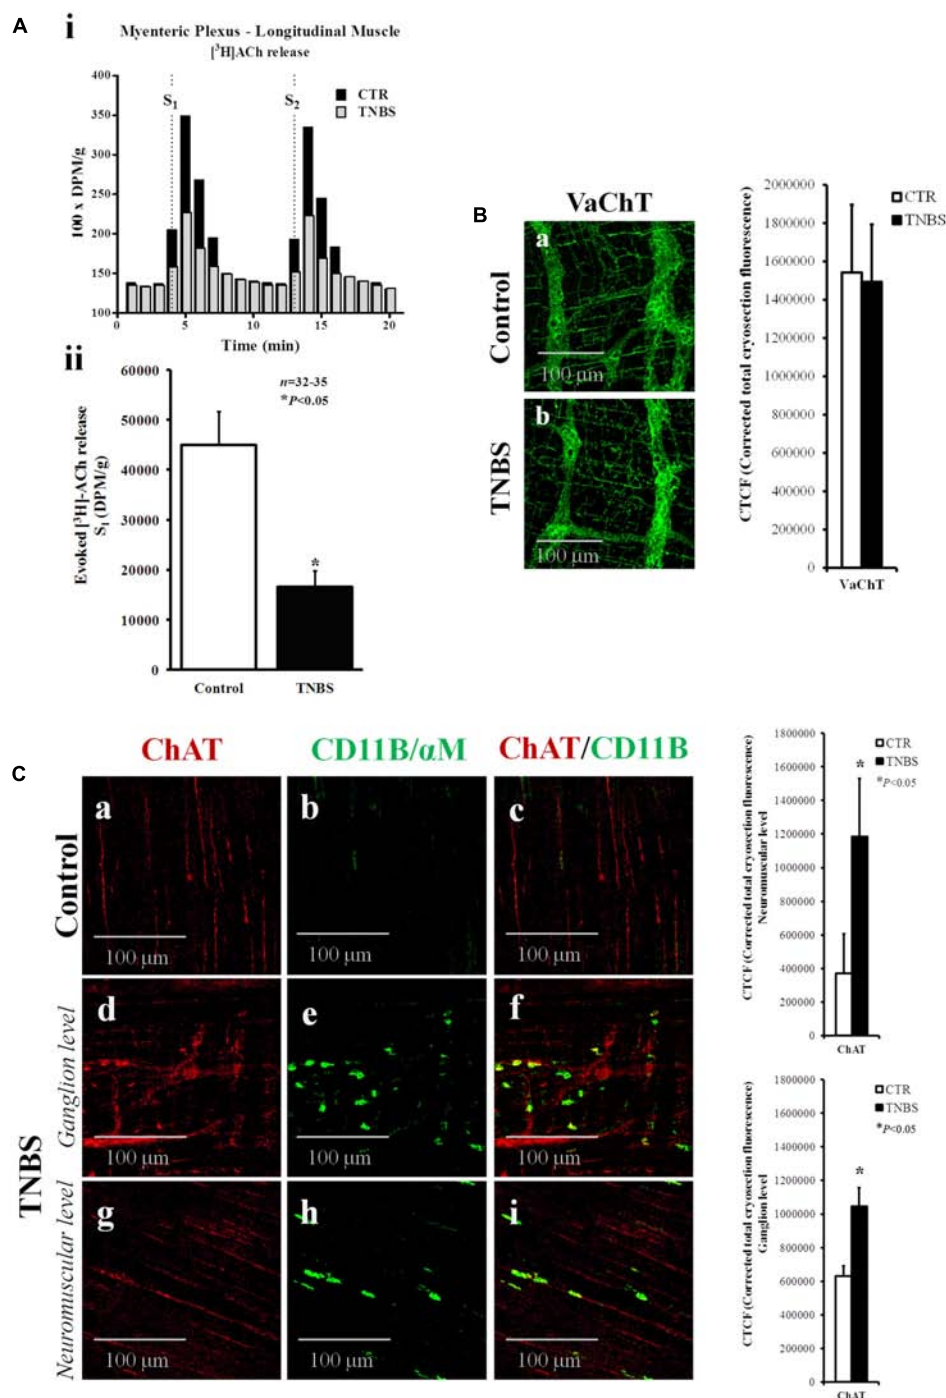 A
i
Myenteric Plexus - Longitudinal Muscle
[³H]ACh release
400
350
300
250
200
150
100
100 x DPM/g
S₁
S₂
CTR
TNBS
0
5
10
15
20
Time (min)
ii
60000
50000
40000
30000
20000
10000
0
Evoked [³H]-ACh release
S₁ (DPM/g)
n=32-35
*P<0.05
*
Control
TNBS
B
VaChT
Control
a
100 μm
TNBS
b
100 μm
CTCF (Corrected total cryosection fluorescence)
2000000
1800000
1600000
1400000
1200000
1000000
800000
600000
400000
200000
0
CTR
TNBS
VaChT
C
ChAT
CD11B/αM
ChAT/CD11B
Control
a
100 μm
b
100 μm
c
100 μm
TNBS
Ganglion level
d
100 μm
e
100 μm
f
100 μm
Neuromuscular level
g
100 μm
h
100 μm
i
100 μm
CTCF (Corrected total cryosection fluorescence)
Neuromuscular level
1800000
1600000
1400000
1200000
1000000
800000
600000
400000
200000
0
CTR
TNBS
*P<0.05
*
ChAT
CTCF (Corrected total cryosection fluorescence)
Ganglion level
1800000
1600000
1400000
1200000
1000000
800000
600000
400000
200000
0
CTR
TNBS
*P<0.05
*
ChAT